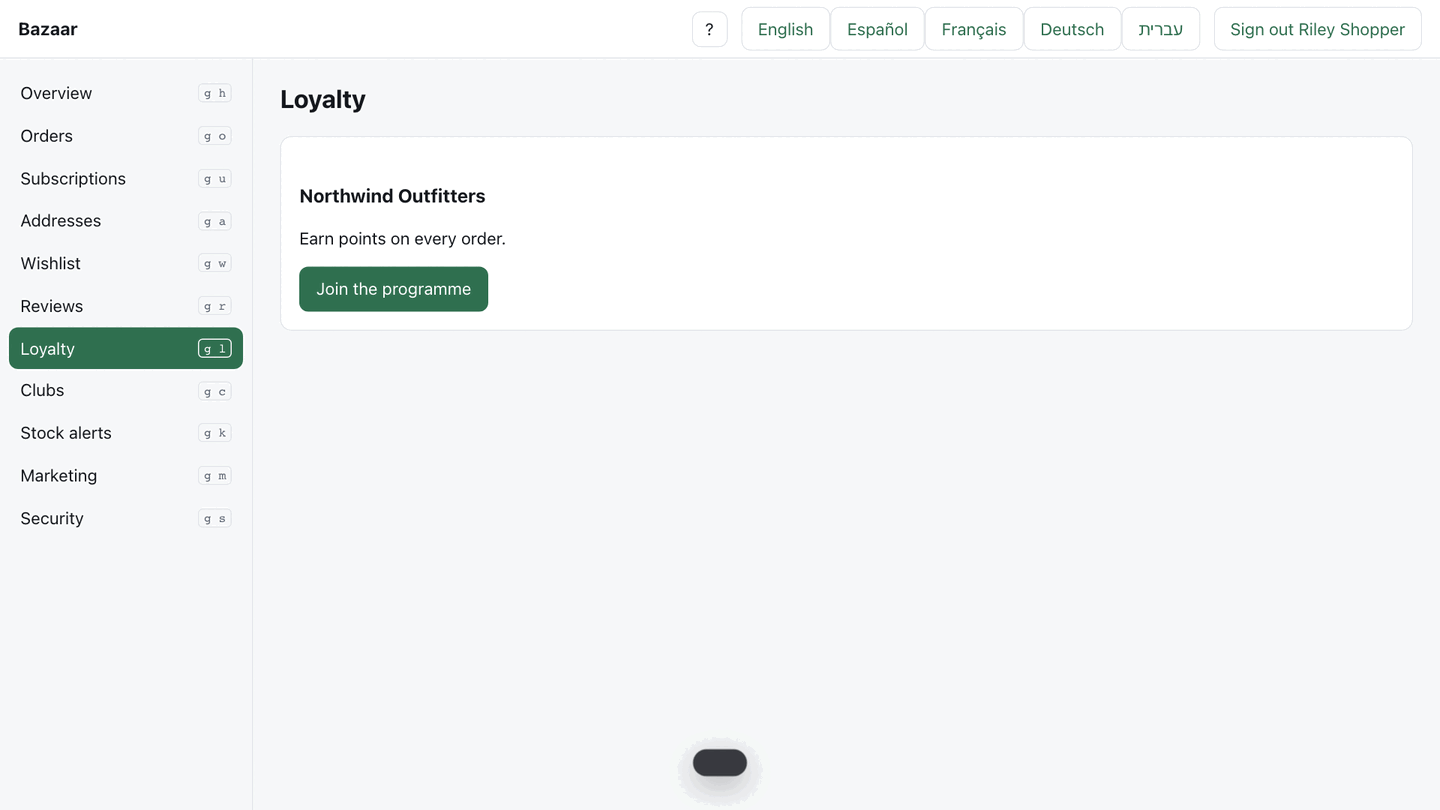 Bazaar
?
English
Español
Français
Deutsch
עברית
Sign out Riley Shopper
Overview g h
Orders g o
Subscriptions g u
Addresses g a
Wishlist g w
Reviews g r
Loyalty g l
Clubs g c
Stock alerts g k
Marketing g m
Security g s
Loyalty
Northwind Outfitters
Earn points on every order.
Join the programme